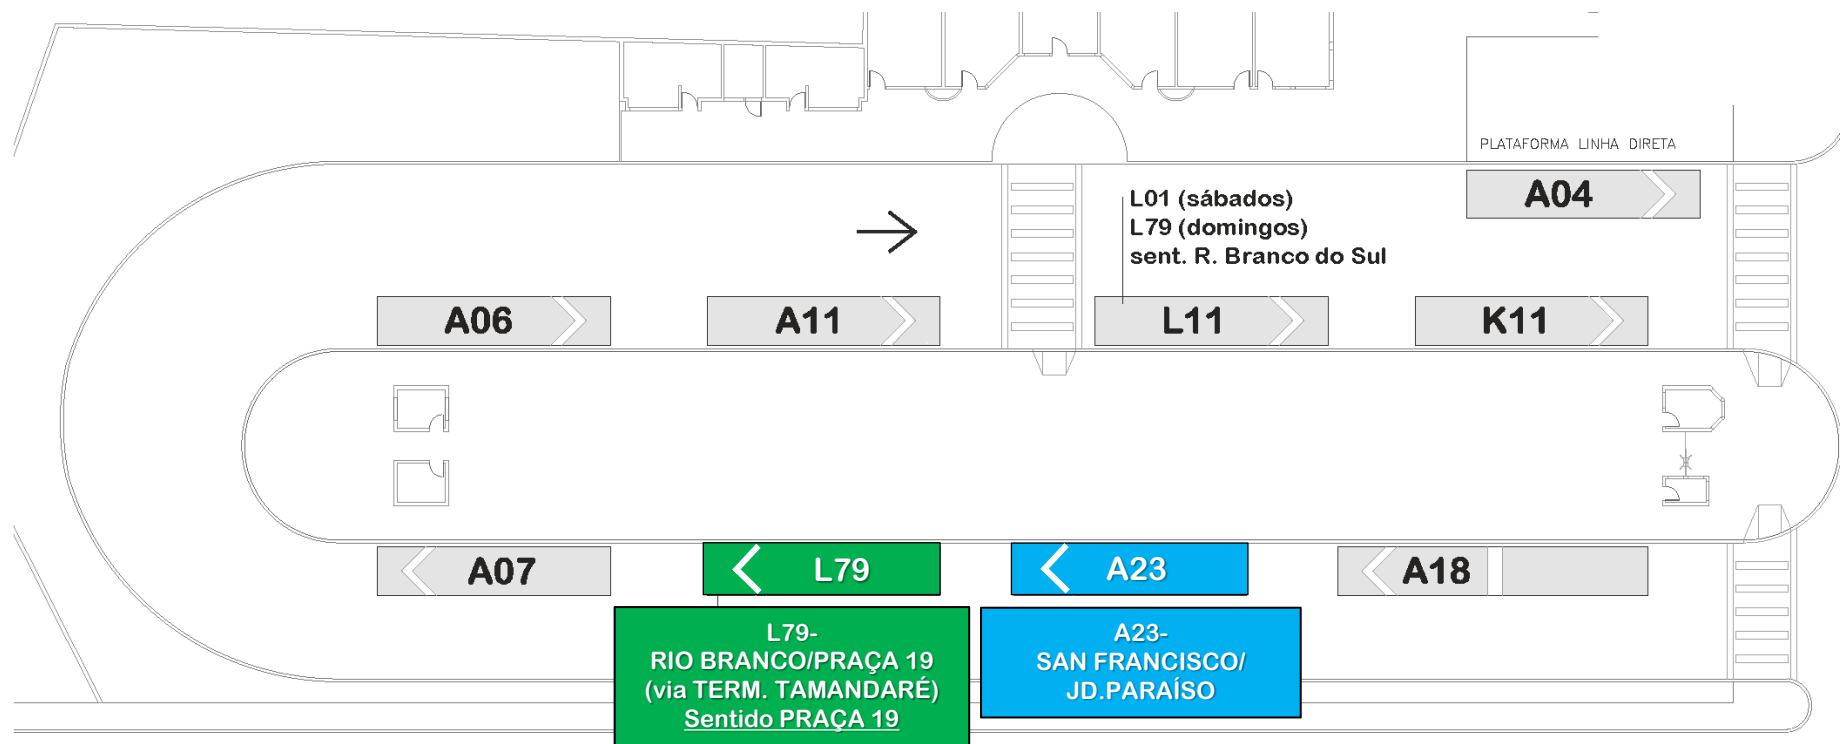 PLATAFORMA LINHA DIRETA
A04
L01 (sábados)
L79 (domingos)
sent. R. Branco do Sul
A06
A11
L11
K11
A07
L79
A23
A18
L79-
RIO BRANCO/PRAÇA 19
(via TERM. TAMANDARÉ)
Sentido PRAÇA 19
A23-
SAN FRANCISCO/
JD.PARAÍSO